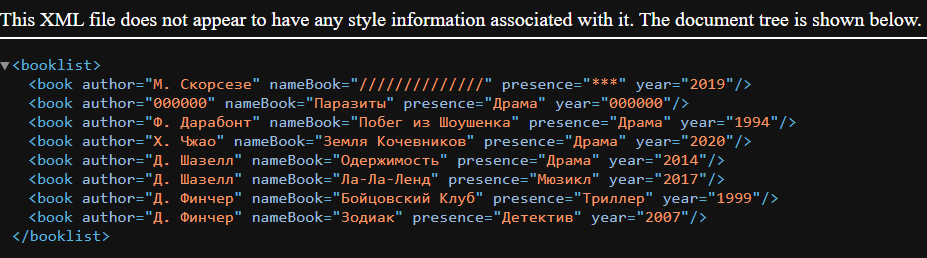 This XML file does not appear to have any style information associated with it. The document tree is shown below.
▼<booklist>
<book author="М. Скорсезе" nameBook="//////////////" presence="***" year="2019"/>
<book author="000000" nameBook="Паразиты" presence="Драма" year="000000"/>
<book author="Ф. Дарабонт" nameBook="Побег из Шоушенка" presence="Драма" year="1994"/>
<book author="Х. Чжао" nameBook="Земля Кочевников" presence="Драма" year="2020"/>
<book author="Д. Шазелл" nameBook="Одержимость" presence="Драма" year="2014"/>
<book author="Д. Шазелл" nameBook="Ла-Ла-Ленд" presence="Мюзикл" year="2017"/>
<book author="Д. Финчер" nameBook="Бойцовский Клуб" presence="Триллер" year="1999"/>
<book author="Д. Финчер" nameBook="Зодиак" presence="Детектив" year="2007"/>
</booklist>